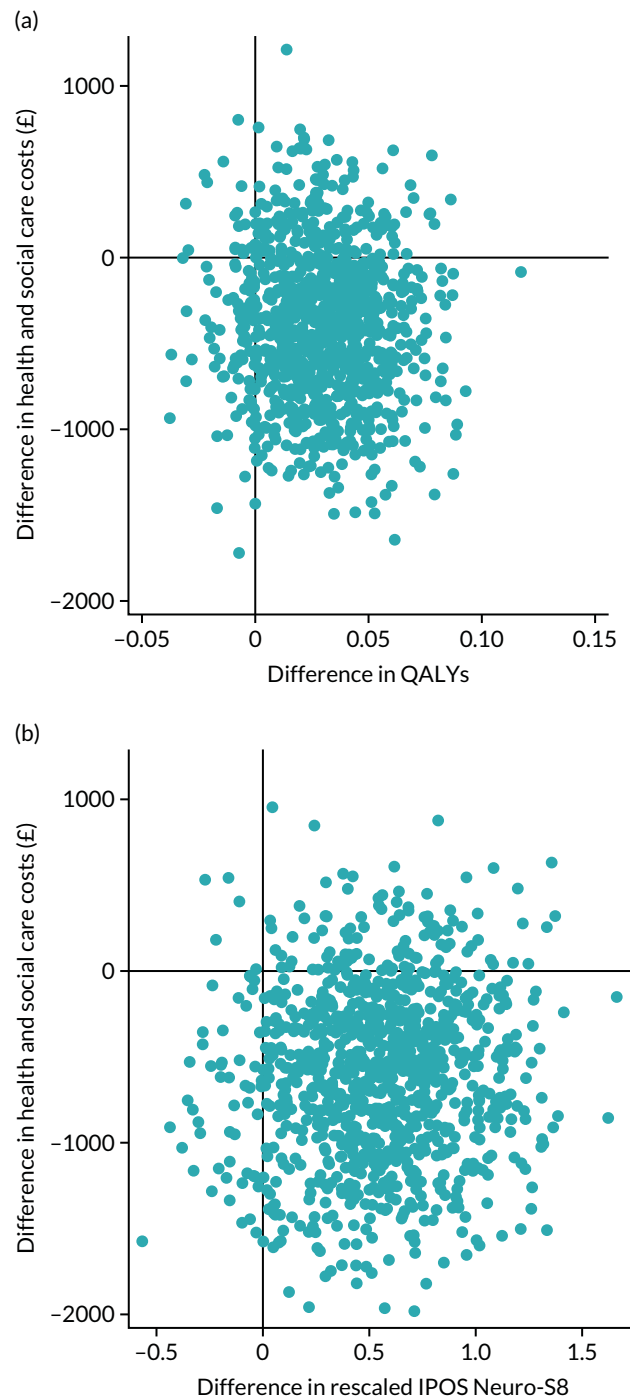 (a)
Difference in health and social care costs (£)
1000
0
−1000
−2000
−0.05 0 0.05 0.10 0.15
Difference in QALYs
(b)
Difference in health and social care costs (£)
1000
0
−1000
−2000
−0.5 0 0.5 1.0 1.5
Difference in rescaled IPOS Neuro-S8